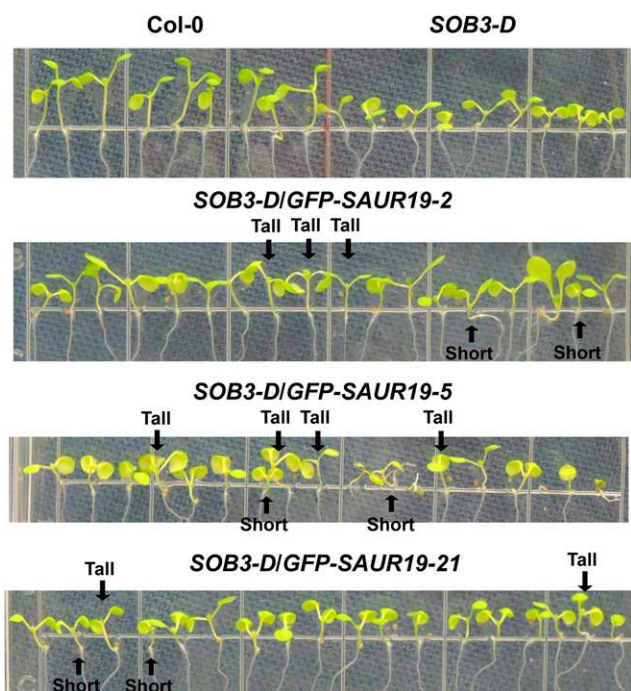 Col-0 SOB3-D
SOB3-D/GFP-SAUR19-2
Tall Tall Tall
Short Short
SOB3-D/GFP-SAUR19-5
Tall Tall Tall Tall
Short Short
SOB3-D/GFP-SAUR19-21
Tall Tall
Short Short